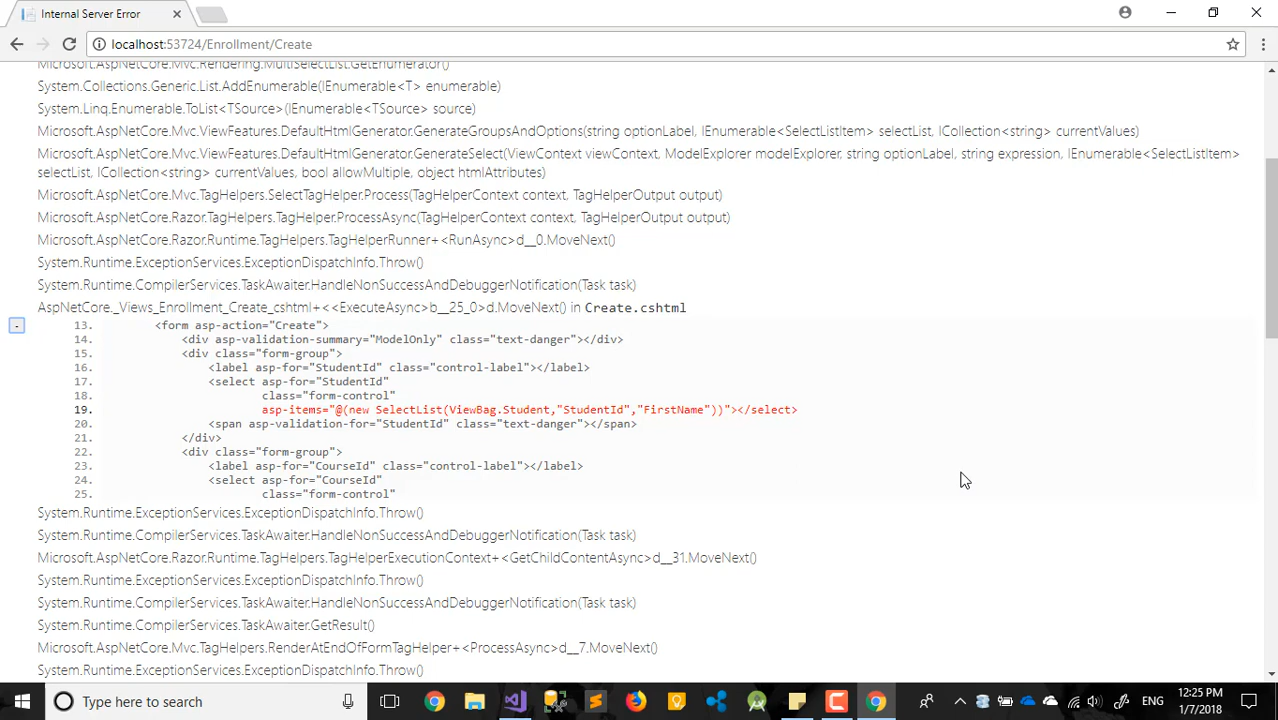 Internal Server Error
localhost:53724/Enrollment/Create
Microsoft.AspNetCore.Mvc.Rendering.MultiSelectList.GetEnumerator()
System.Collections.Generic.List.AddEnumerable(IEnumerable<T> enumerable)
System.Linq.Enumerable.ToList<TSource>(IEnumerable<TSource> source)
Microsoft.AspNetCore.Mvc.ViewFeatures.DefaultHtmlGenerator.GenerateGroupsAndOptions(string optionLabel, IEnumerable<SelectListItem> selectList, ICollection<string> currentValues)
Microsoft.AspNetCore.Mvc.ViewFeatures.DefaultHtmlGenerator.GenerateSelect(ViewContext viewContext, ModelExplorer modelExplorer, string optionLabel, string expression, IEnumerable<SelectListItem>
selectList, ICollection<string> currentValues, bool allowMultiple, object htmlAttributes)
Microsoft.AspNetCore.Mvc.TagHelpers.SelectTagHelper.Process(TagHelperContext context, TagHelperOutput output)
Microsoft.AspNetCore.Razor.TagHelpers.TagHelper.ProcessAsync(TagHelperContext context, TagHelperOutput output)
Microsoft.AspNetCore.Razor.Runtime.TagHelpers.TagHelperRunner+<RunAsync>d__0.MoveNext()
System.Runtime.ExceptionServices.ExceptionDispatchInfo.Throw()
System.Runtime.CompilerServices.TaskAwaiter.HandleNonSuccessAndDebuggerNotification(Task task)
AspNetCore._Views_Enrollment_Create_cshtml+<<ExecuteAsync>b__25_0>d.MoveNext() in Create.cshtml
13. <form asp-action="Create">
14. <div asp-validation-summary="ModelOnly" class="text-danger"></div>
15. <div class="form-group">
16. <label asp-for="StudentId" class="control-label"></label>
17. <select asp-for="StudentId"
18. class="form-control"
19. asp-items="@(new SelectList(ViewBag.Student,"StudentId","FirstName"))"></select>
20. <span asp-validation-for="StudentId" class="text-danger"></span>
21. </div>
22. <div class="form-group">
23. <label asp-for="CourseId" class="control-label"></label>
24. <select asp-for="CourseId"
25. class="form-control"
System.Runtime.ExceptionServices.ExceptionDispatchInfo.Throw()
System.Runtime.CompilerServices.TaskAwaiter.HandleNonSuccessAndDebuggerNotification(Task task)
Microsoft.AspNetCore.Razor.Runtime.TagHelpers.TagHelperExecutionContext+<GetChildContentAsync>d__31.MoveNext()
System.Runtime.ExceptionServices.ExceptionDispatchInfo.Throw()
System.Runtime.CompilerServices.TaskAwaiter.HandleNonSuccessAndDebuggerNotification(Task task)
System.Runtime.CompilerServices.TaskAwaiter.GetResult()
Microsoft.AspNetCore.Mvc.TagHelpers.RenderAtEndOfFormTagHelper+<ProcessAsync>d__7.MoveNext()
System.Runtime.ExceptionServices.ExceptionDispatchInfo.Throw()
Type here to search
ENG
12:25 PM
1/7/2018